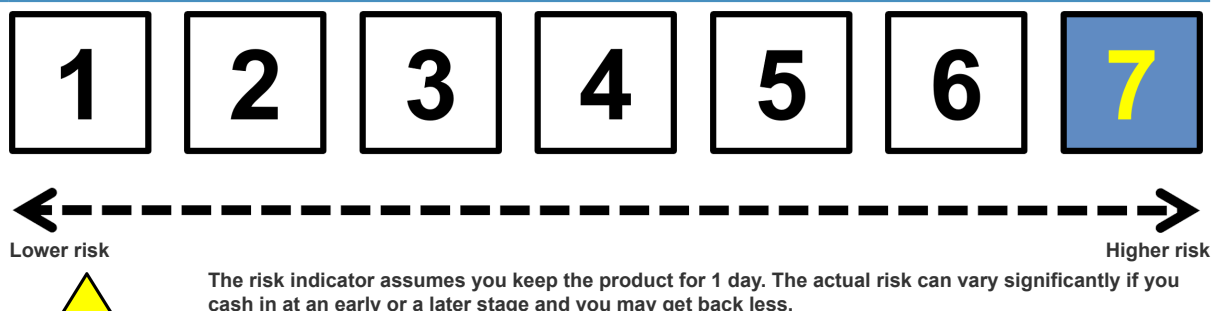 1 2 3 4 5 6 7
Lower risk Higher risk
The risk indicator assumes you keep the product for 1 day. The actual risk can vary significantly if you
cash in at an early or a later stage and you may get back less.